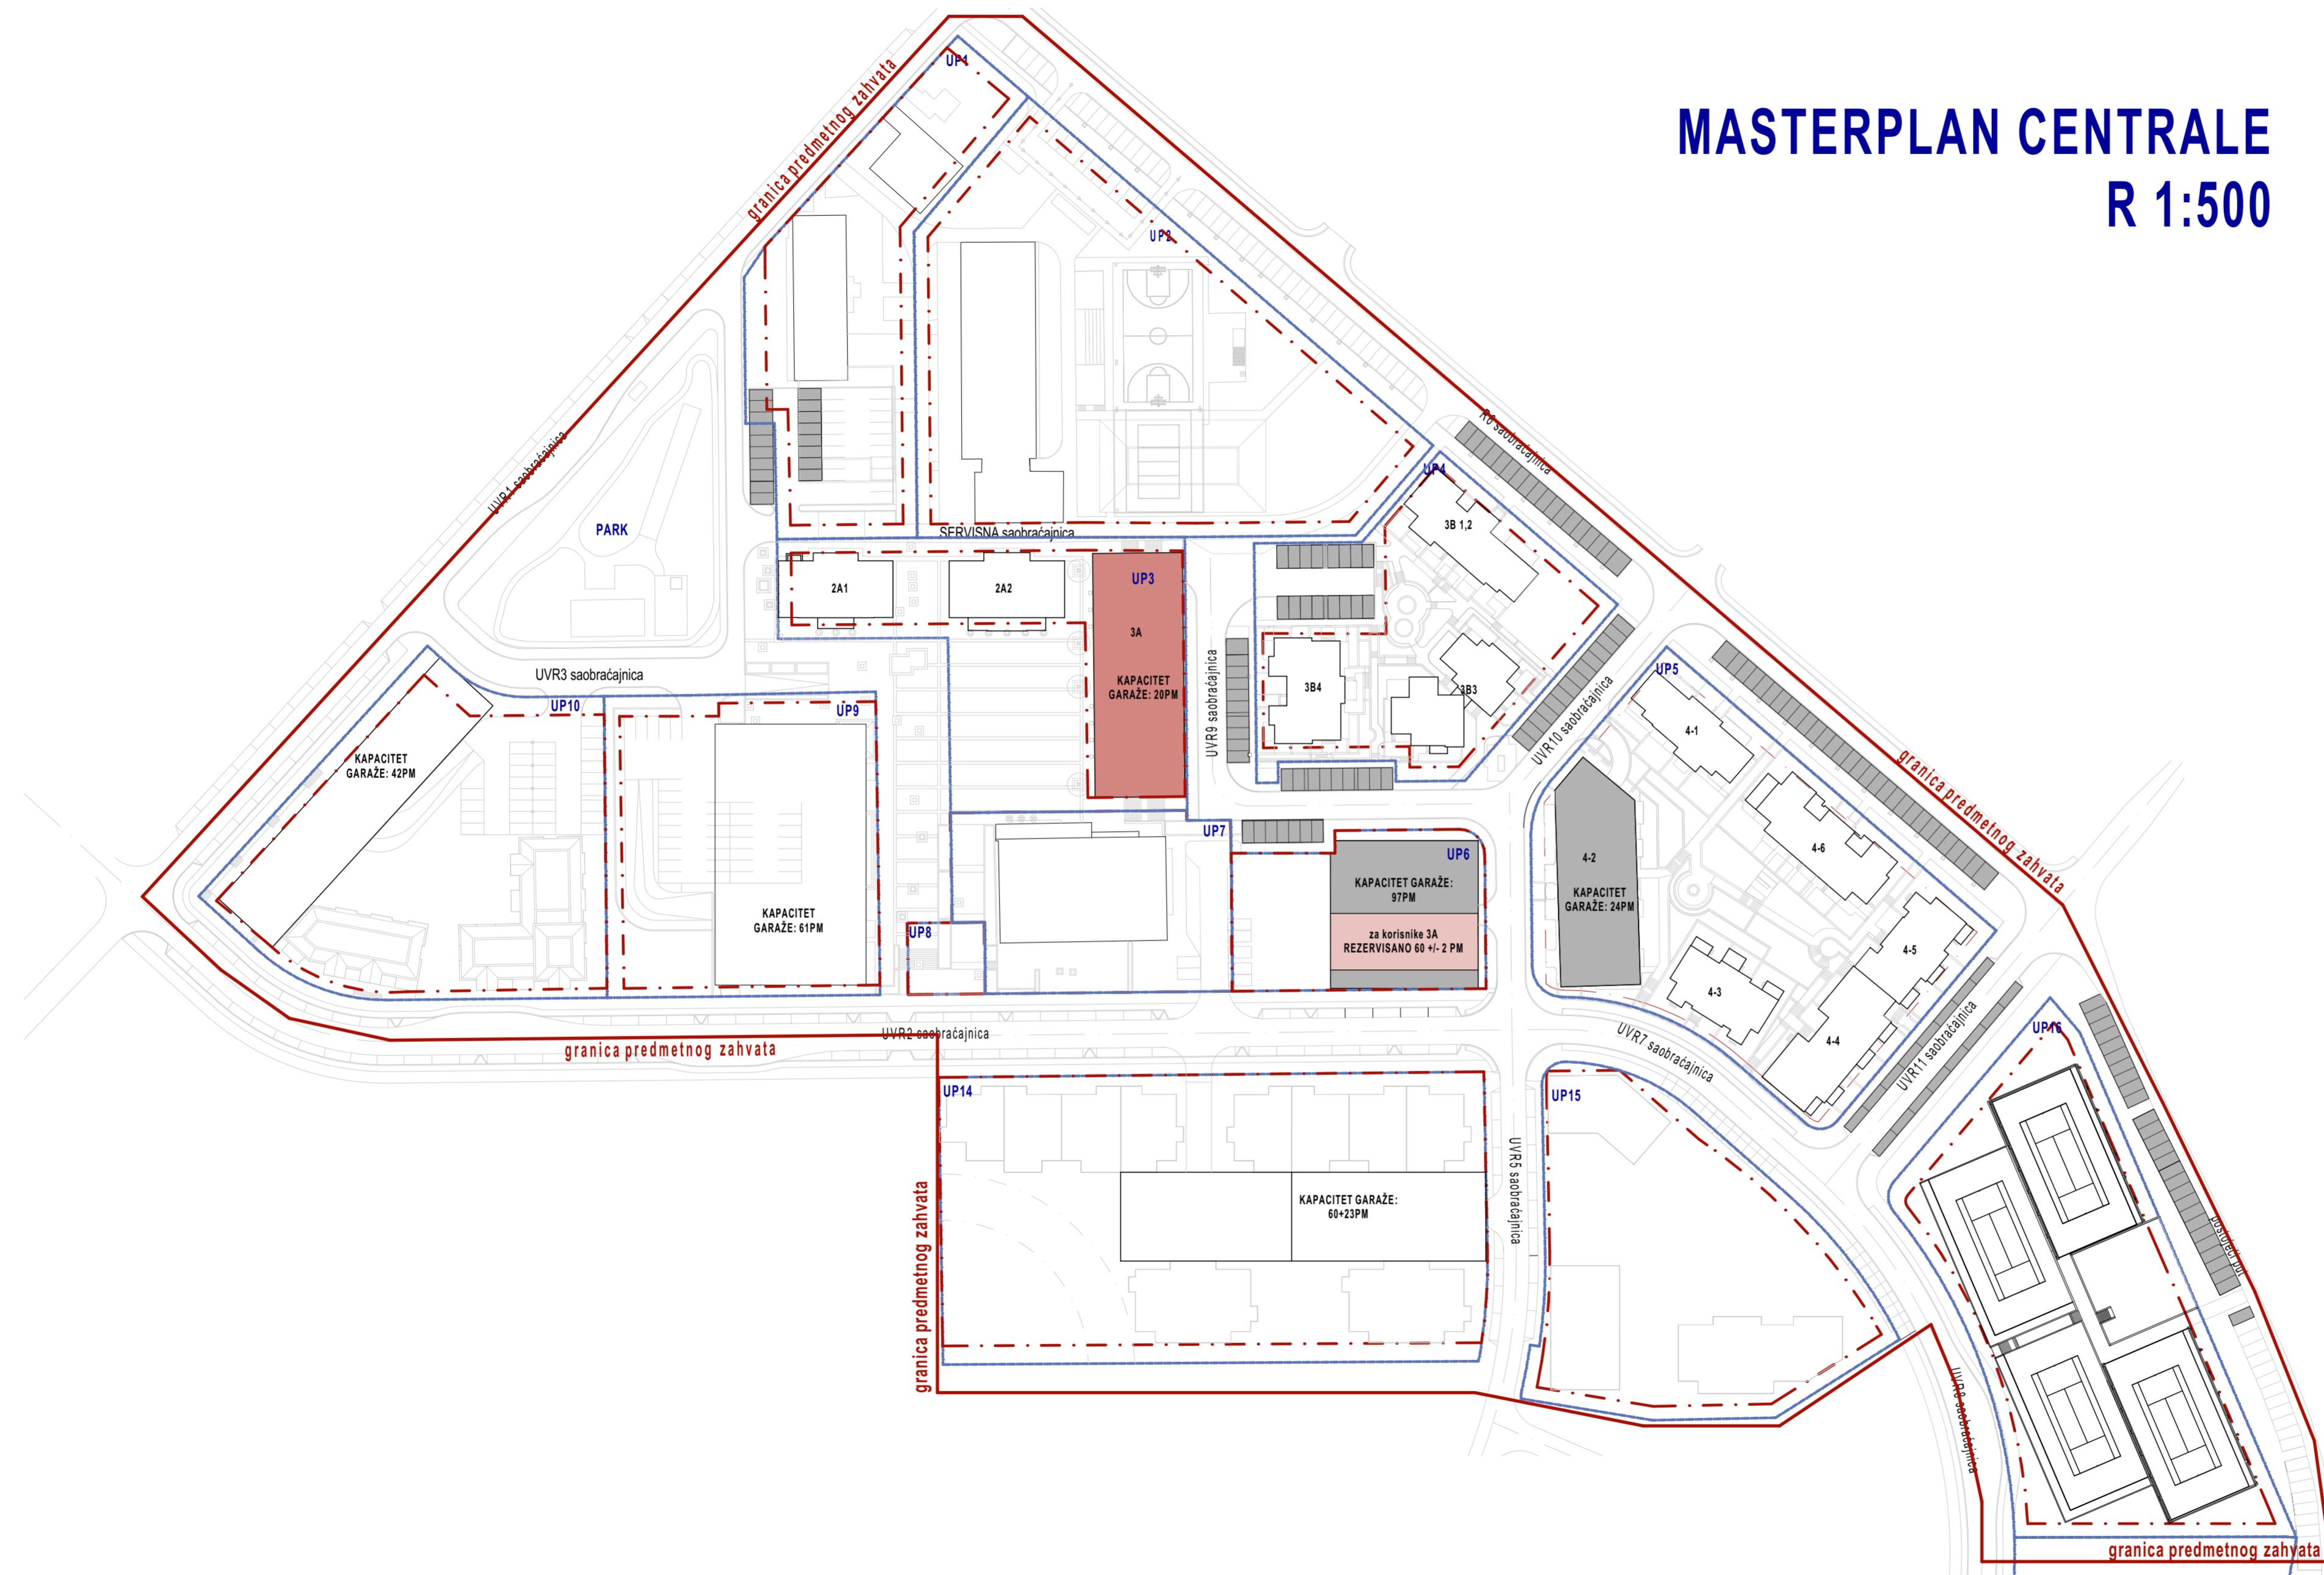 MASTERPLAN CENTRALE
R 1:500
UP1
granica predmetnog zahvata
UP2
R6 saobraćajnica
UVR1 saobraćajnica
UP4
PARK
3B 1,2
SERVISNA saobraćajnica
UP3
2A1
2A2
3A
KAPACITET
GARAŽE: 20PM
UVR3 saobraćajnica
UVR9 saobraćajnica
3B4
3B3
UP5
UVR10 saobraćajnica
4-1
UP10
UP9
granica predmetnog zahvata
KAPACITET
GARAŽE: 42PM
UP7
UP6
4-2
4-6
KAPACITET GARAŽE:
97PM
KAPACITET
GARAŽE: 24PM
KAPACITET
GARAŽE: 61PM
UP8
za korisnike 3A
REZERVISANO 60 +/- 2 PM
4-5
4-3
4-4
UVR2 saobraćajnica
granica predmetnog zahvata
UVR7 saobraćajnica
UVR11 saobraćajnica
UP16
UP14
UP15
UVR5 saobraćajnica
KAPACITET GARAŽE:
60+23PM
granica predmetnog zahvata
postojeći put
UVR8 saobraćajnica
granica predmetnog zahvata